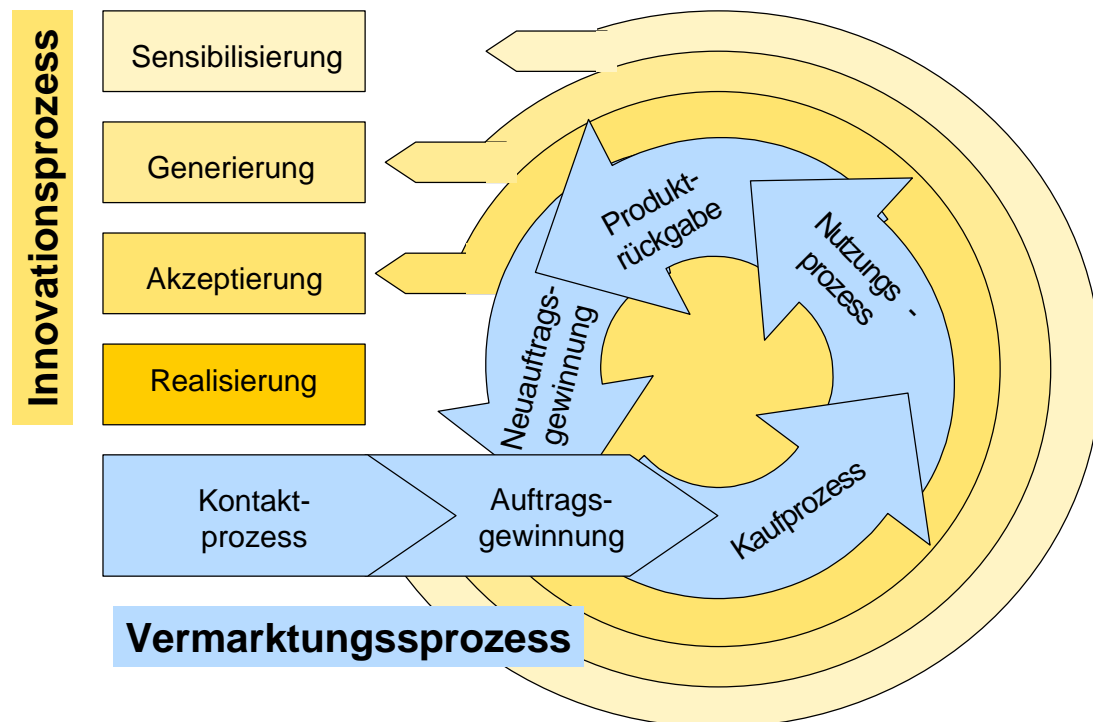 Innovationsprozess
Sensibilisierung
Generierung
Akzeptierung
Realisierung
Kontakt-
prozess
Auftrags-
gewinnung
Kaufprozess
Nutzungs -
prozess
Produkt-
rückgabe
Neuauftrags-
gewinnung
Vermarktungssprozess